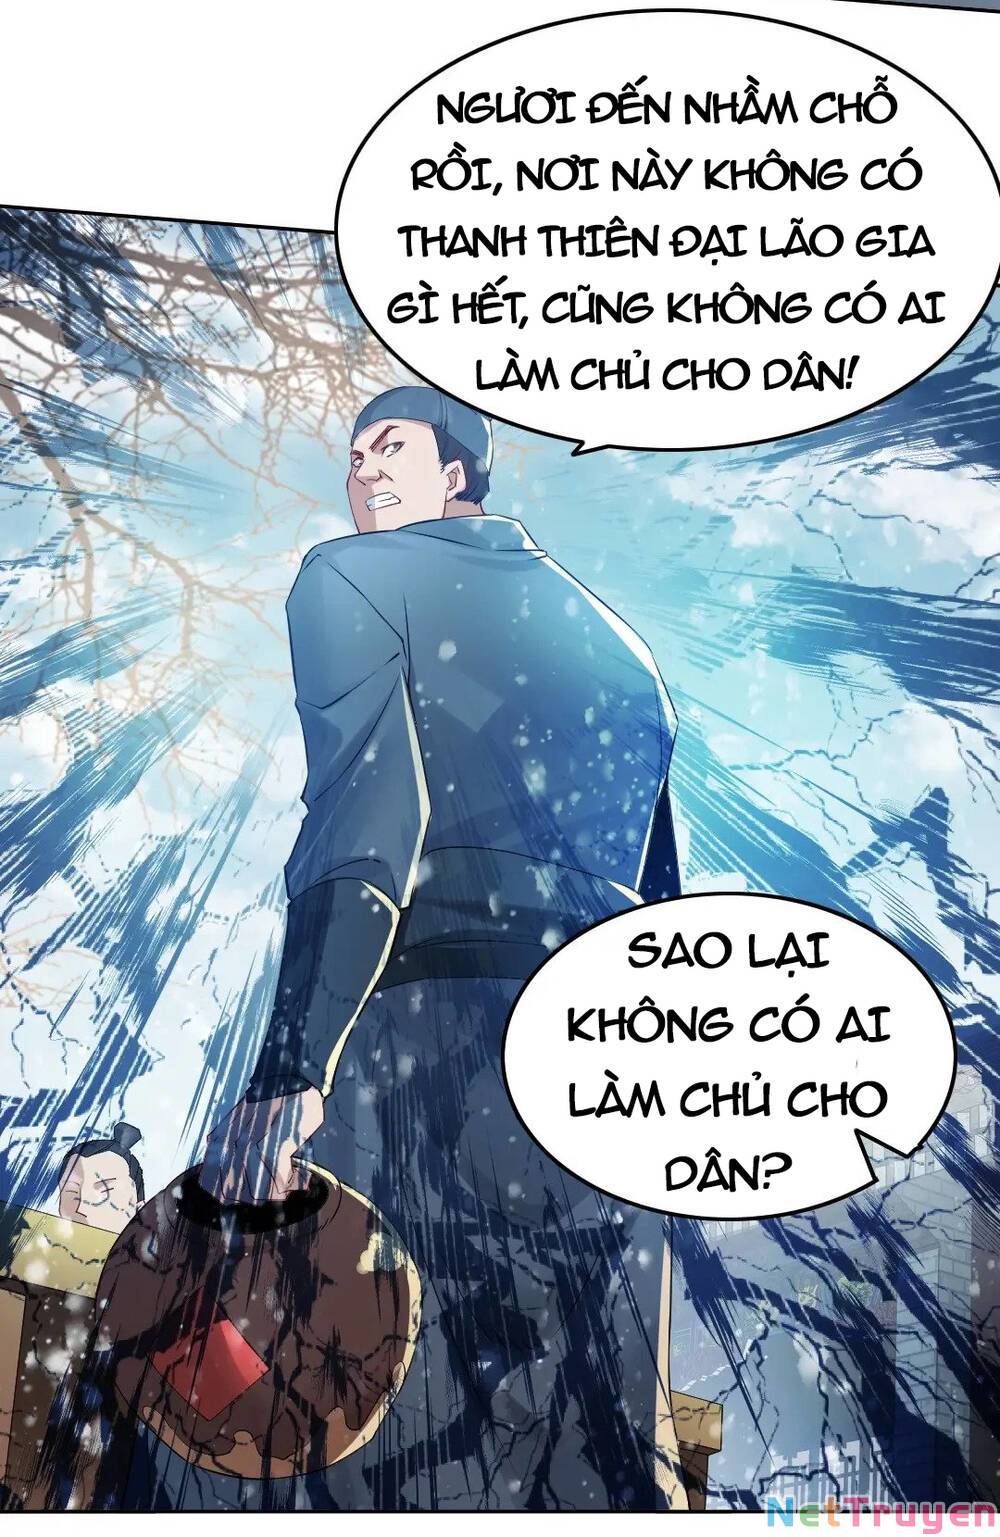 NGƯƠI ĐẾN NHẦM CHỖ
RỒI, NƠI NÀY KHÔNG CÓ
THANH THIÊN ĐẠI LÃO GIA
GÌ HẾT, CŨNG KHÔNG CÓ AI
LÀM CHỦ CHO DÂN!
SAO LẠI
KHÔNG CÓ AI
LÀM CHỦ CHO
DÂN?
NetTruyen